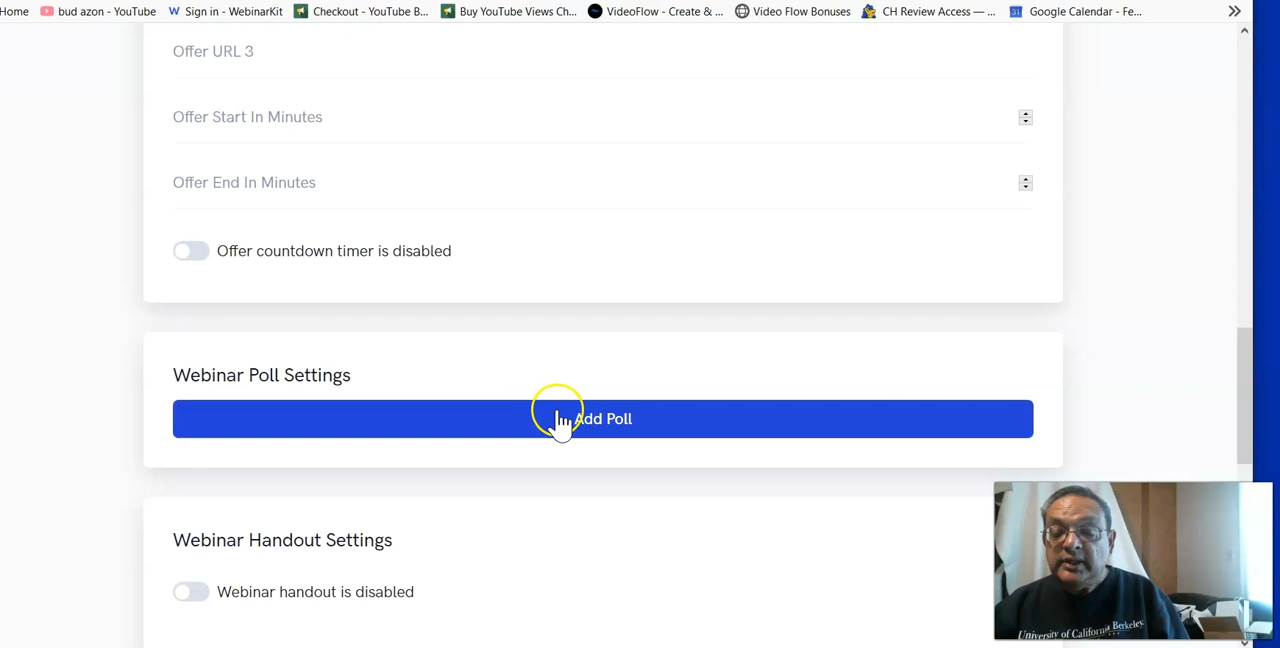 Home bud azon - YouTube Sign in - WebinarKit Checkout - YouTube B... Buy YouTube Views Ch... VideoFlow - Create & ... Video Flow Bonuses CH Review Access — ... 31 Google Calendar - Fe...
Offer URL 3
Offer Start In Minutes
Offer End In Minutes
Offer countdown timer is disabled
Webinar Poll Settings
Add Poll
Webinar Handout Settings
Webinar handout is disabled
University of California Berkeley